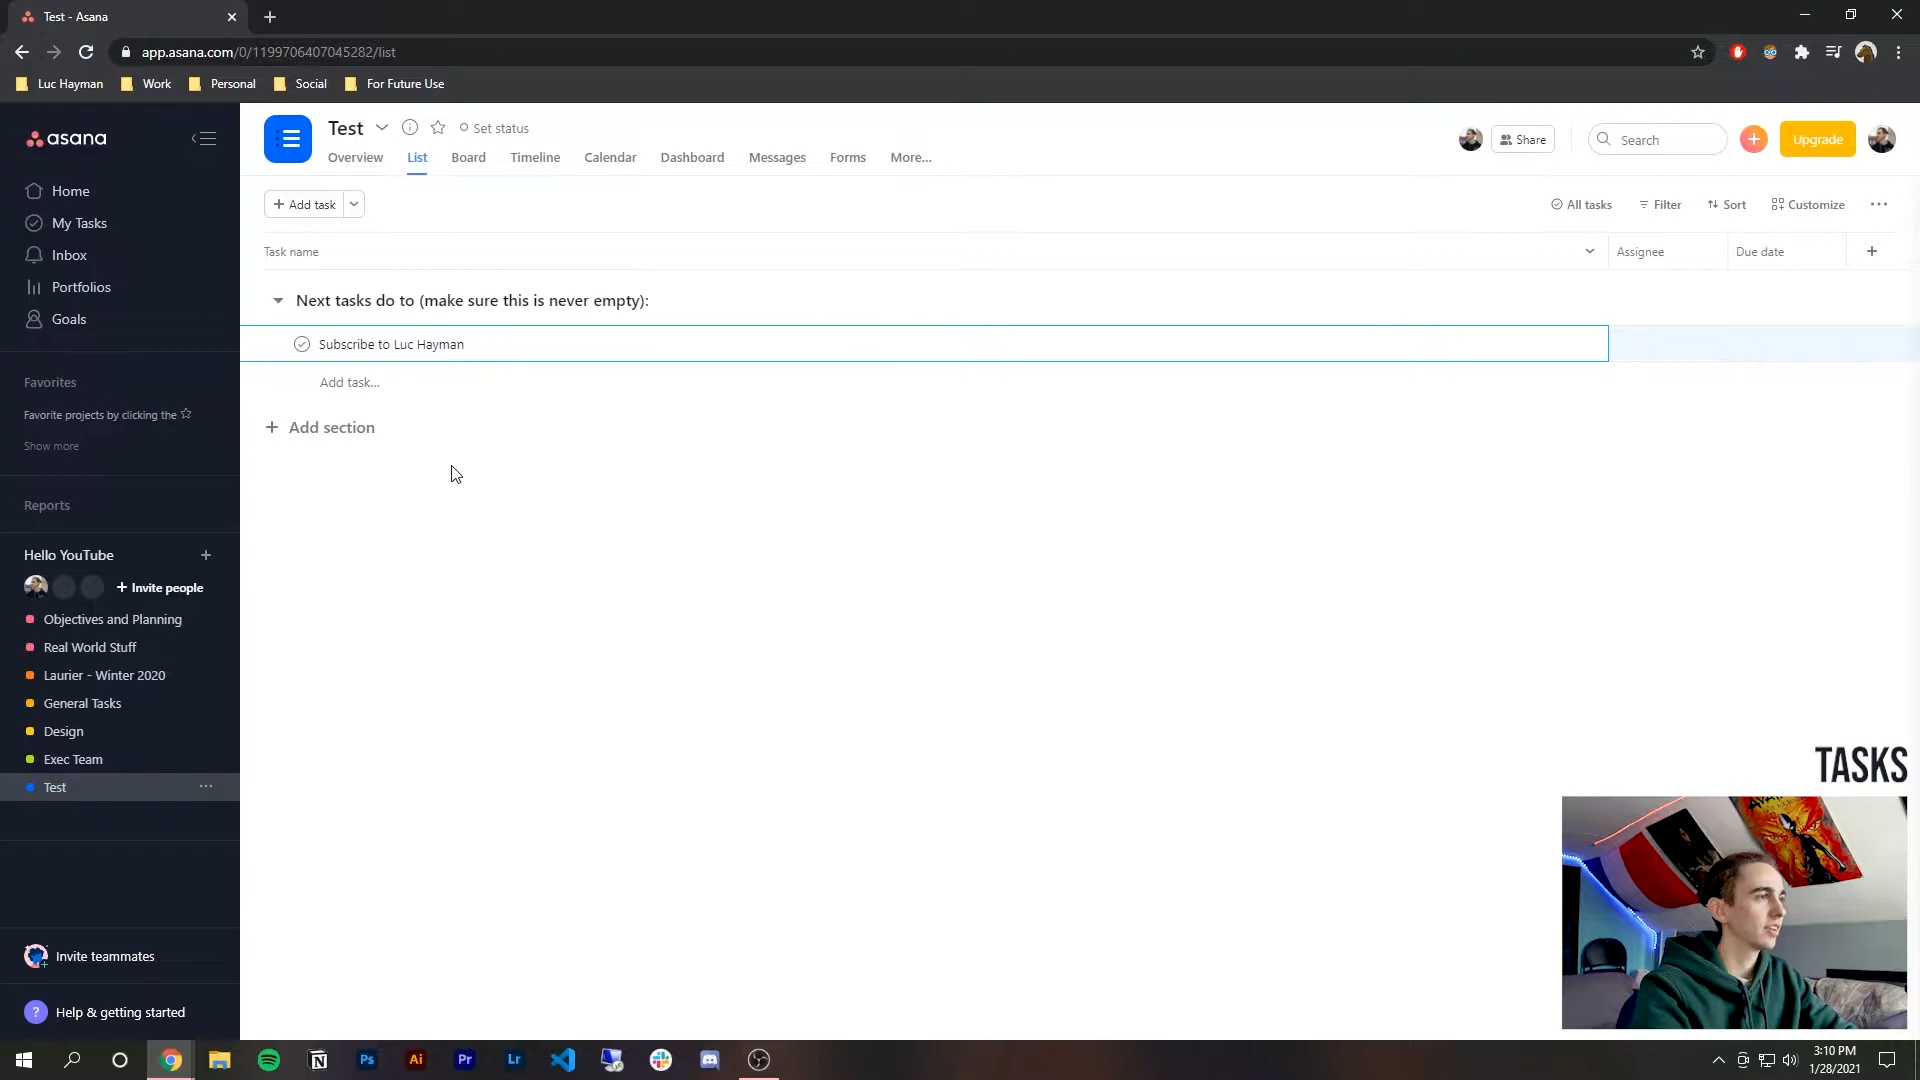 Test - Asana
app.asana.com/0/1199706407045282/list
Luc Hayman
Work
Personal
Social
For Future Use
asana
Home
My Tasks
Inbox
Portfolios
Goals
Favorites
Favorite projects by clicking the
Show more
Reports
Hello YouTube
+ Invite people
Objectives and Planning
Real World Stuff
Laurier - Winter 2020
General Tasks
Design
Exec Team
Test
Invite teammates
? Help & getting started
Test
Set status
Overview
List
Board
Timeline
Calendar
Dashboard
Messages
Forms
More...
Share
Search
Upgrade
+ Add task
All tasks
Filter
Sort
Customize
Task name
Assignee
Due date
Next tasks do to (make sure this is never empty):
Subscribe to Luc Hayman
Add task...
+ Add section
TASKS
N
Ps
Ai
Pr
Lr
3:10 PM
1/28/2021